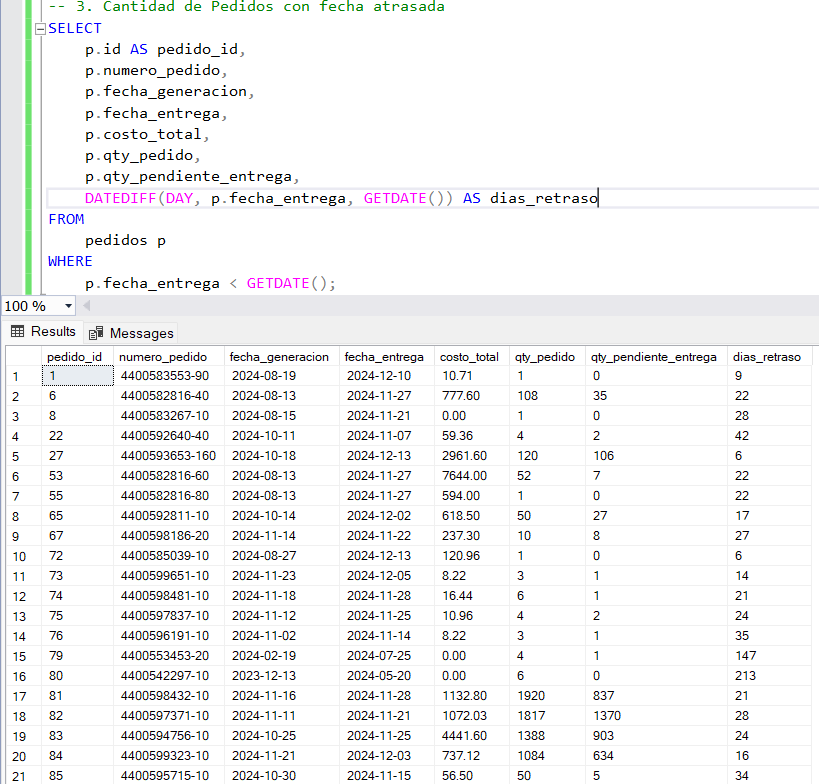 -- 3. Cantidad de Pedidos con fecha atrasada
SELECT
p.id AS pedido_id,
p.numero_pedido,
p.fecha_generacion,
p.fecha_entrega,
p.costo_total,
p.qty_pedido,
p.qty_pendiente_entrega,
DATEDIFF(DAY, p.fecha_entrega, GETDATE()) AS dias_retraso
FROM
pedidos p
WHERE
p.fecha_entrega < GETDATE();
100 %
Results Messages
pedido_id numero_pedido fecha_generacion fecha_entrega costo_total qty_pedido qty_pendiente_entrega dias_retraso
1 1 4400583553-90 2024-08-19 2024-12-10 10.71 1 0 9
2 6 4400582816-40 2024-08-13 2024-11-27 777.60 108 35 22
3 8 4400583267-10 2024-08-15 2024-11-21 0.00 1 0 28
4 22 4400592640-40 2024-10-11 2024-11-07 59.36 4 2 42
5 27 4400593653-160 2024-10-18 2024-12-13 2961.60 120 106 6
6 53 4400582816-60 2024-08-13 2024-11-27 7644.00 52 7 22
7 55 4400582816-80 2024-08-13 2024-11-27 594.00 1 0 22
8 65 4400592811-10 2024-10-14 2024-12-02 618.50 50 27 17
9 67 4400598186-20 2024-11-14 2024-11-22 237.30 10 8 27
10 72 4400585039-10 2024-08-27 2024-12-13 120.96 1 0 6
11 73 4400599651-10 2024-11-23 2024-12-05 8.22 3 1 14
12 74 4400598481-10 2024-11-18 2024-11-28 16.44 6 1 21
13 75 4400597837-10 2024-11-12 2024-11-25 10.96 4 2 24
14 76 4400596191-10 2024-11-02 2024-11-14 8.22 3 1 35
15 79 4400553453-20 2024-02-19 2024-07-25 0.00 4 1 147
16 80 4400542297-10 2023-12-13 2024-05-20 0.00 6 0 213
17 81 4400598432-10 2024-11-16 2024-11-28 1132.80 1920 837 21
18 82 4400597371-10 2024-11-11 2024-11-21 1072.03 1817 1370 28
19 83 4400594756-10 2024-10-25 2024-11-25 4441.60 1388 903 24
20 84 4400599323-10 2024-11-21 2024-12-03 737.12 1084 634 16
21 85 4400595715-10 2024-10-30 2024-11-15 56.50 50 5 34